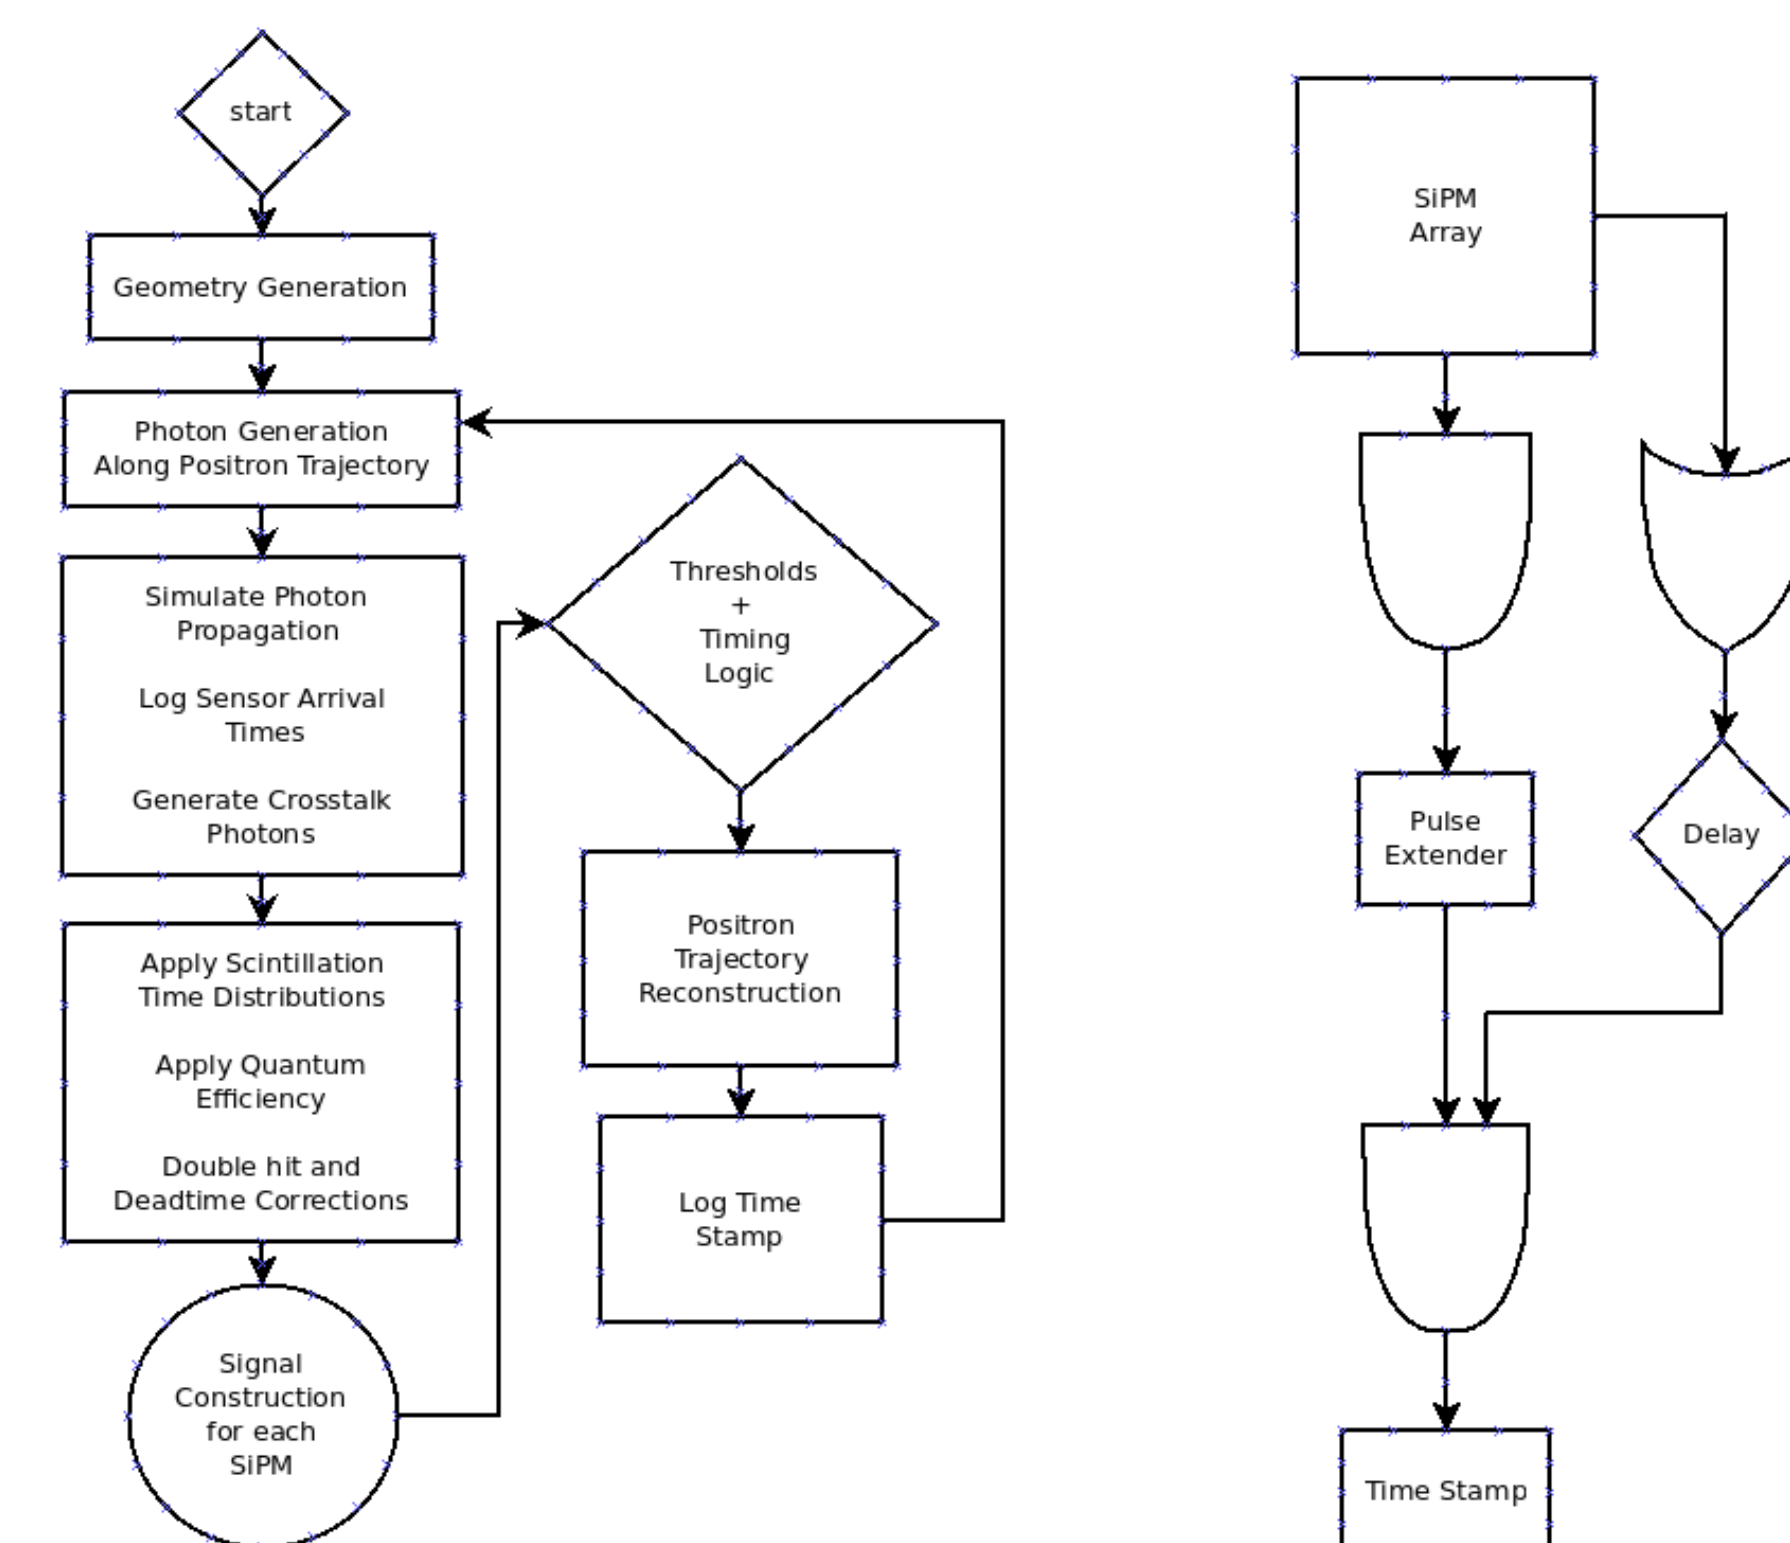 start
Geometry Generation
Photon Generation
Along Positron Trajectory
Simulate Photon
Propagation
Log Sensor Arrival
Times
Generate Crosstalk
Photons
Apply Scintillation
Time Distributions
Apply Quantum
Efficiency
Double hit and
Deadtime Corrections
Signal
Construction
for each
SiPM
Thresholds
+
Timing
Logic
Positron
Trajectory
Reconstruction
Log Time
Stamp
SiPM
Array
Pulse
Extender
Delay
Time Stamp